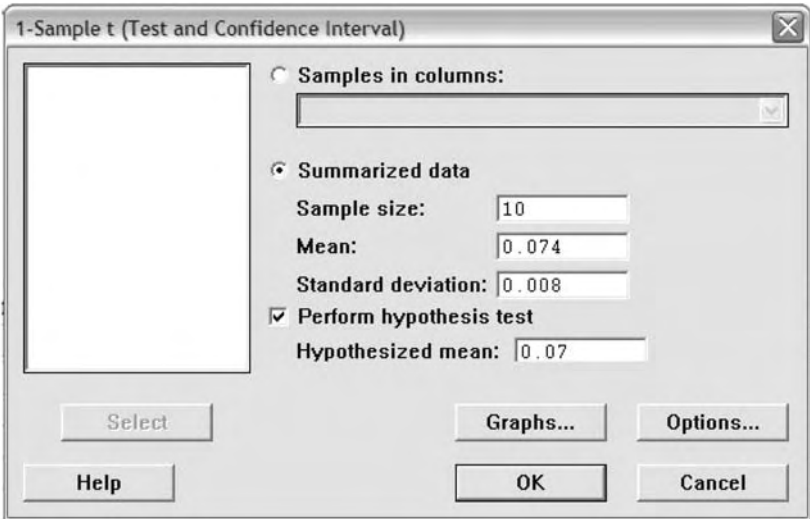 1-Sample t (Test and Confidence Interval)
Samples in columns:
Summarized data
Sample size: 10
Mean: 0.074
Standard deviation: 0.008
Perform hypothesis test
Hypothesized mean: 0.07
Select
Graphs...
Options...
Help
OK
Cancel